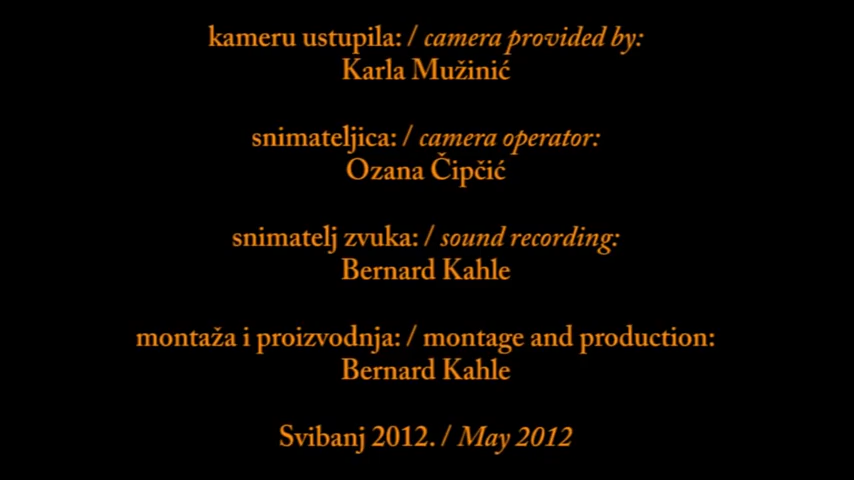 kameru ustupila: / camera provided by:
Karla Mužinić
snimateljica: / camera operator:
Ozana Čipčić
snimatelj zvuka: / sound recording:
Bernard Kahle
montaža i proizvodnja: / montage and production:
Bernard Kahle
Svibanj 2012. / May 2012